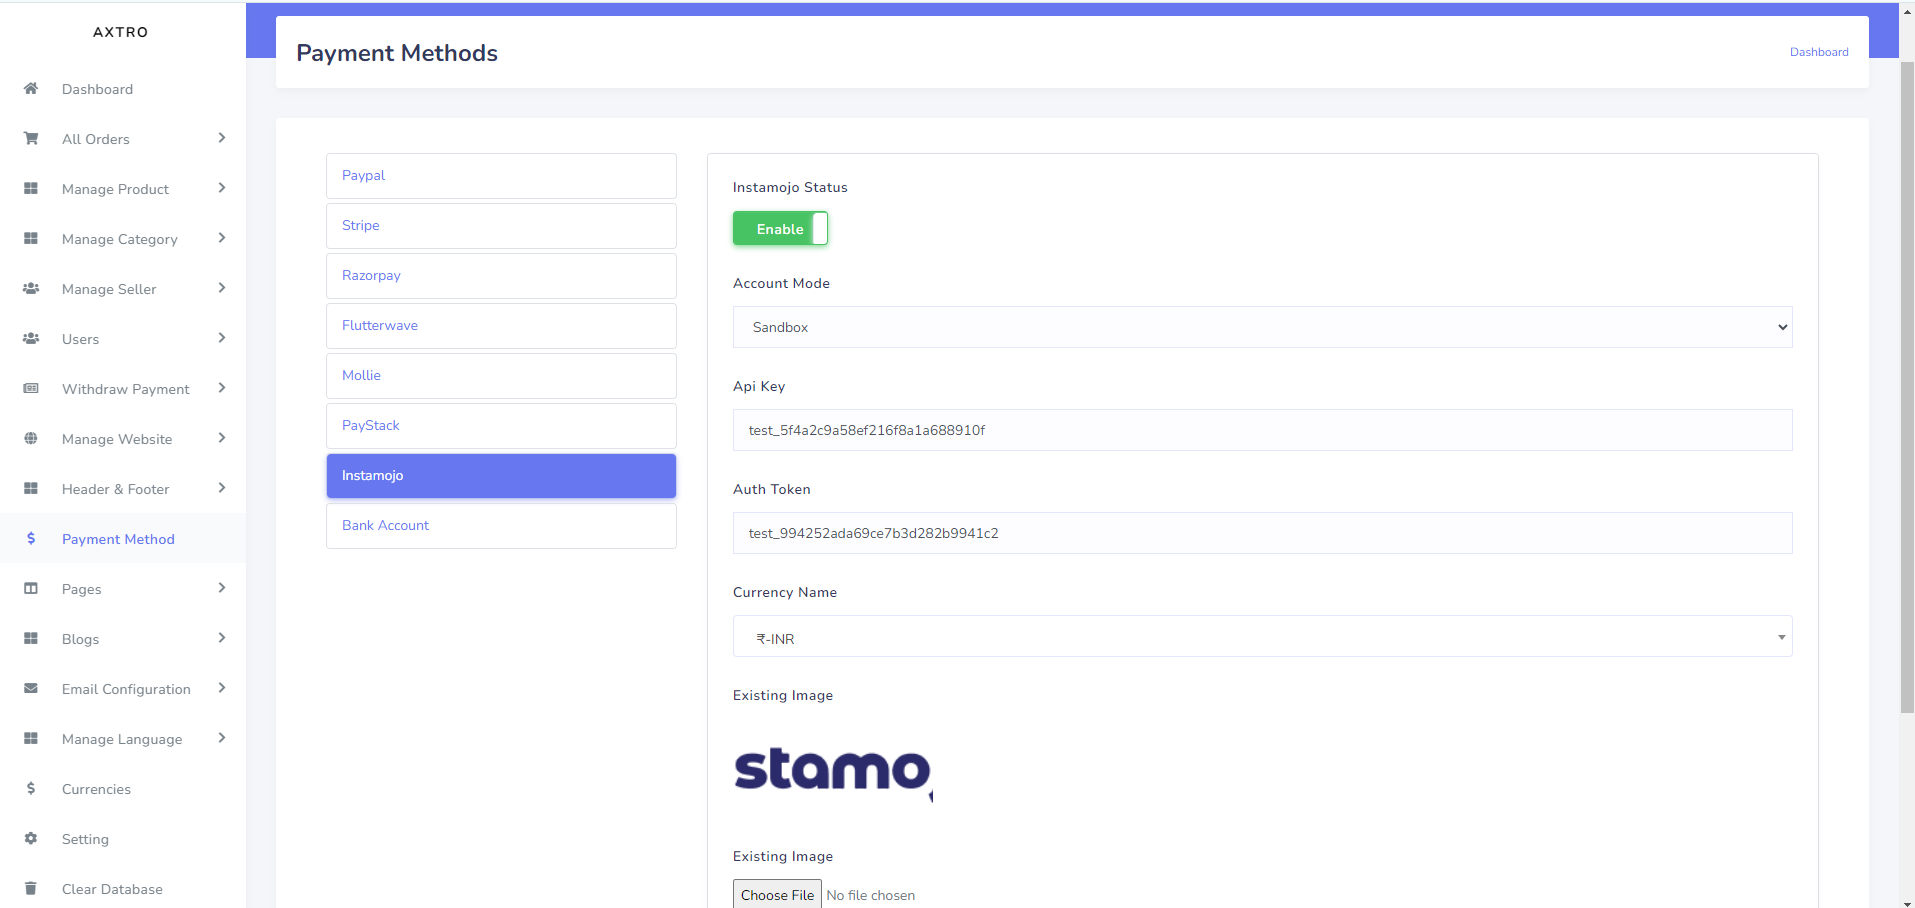 AXTRO
Dashboard
All Orders
Manage Product
Manage Category
Manage Seller
Users
Withdraw Payment
Manage Website
Header & Footer
Payment Method
Pages
Blogs
Email Configuration
Manage Language
Currencies
Setting
Clear Database
Payment Methods
Dashboard
Paypal
Stripe
Razorpay
Flutterwave
Mollie
PayStack
Instamojo
Bank Account
Instamojo Status
Enable
Account Mode
Sandbox
Api Key
test_5f4a2c9a58ef216f8a1a688910f
Auth Token
test_994252ada69ce7b3d282b9941c2
Currency Name
₹-INR
Existing Image
stamo
Existing Image
Choose File No file chosen